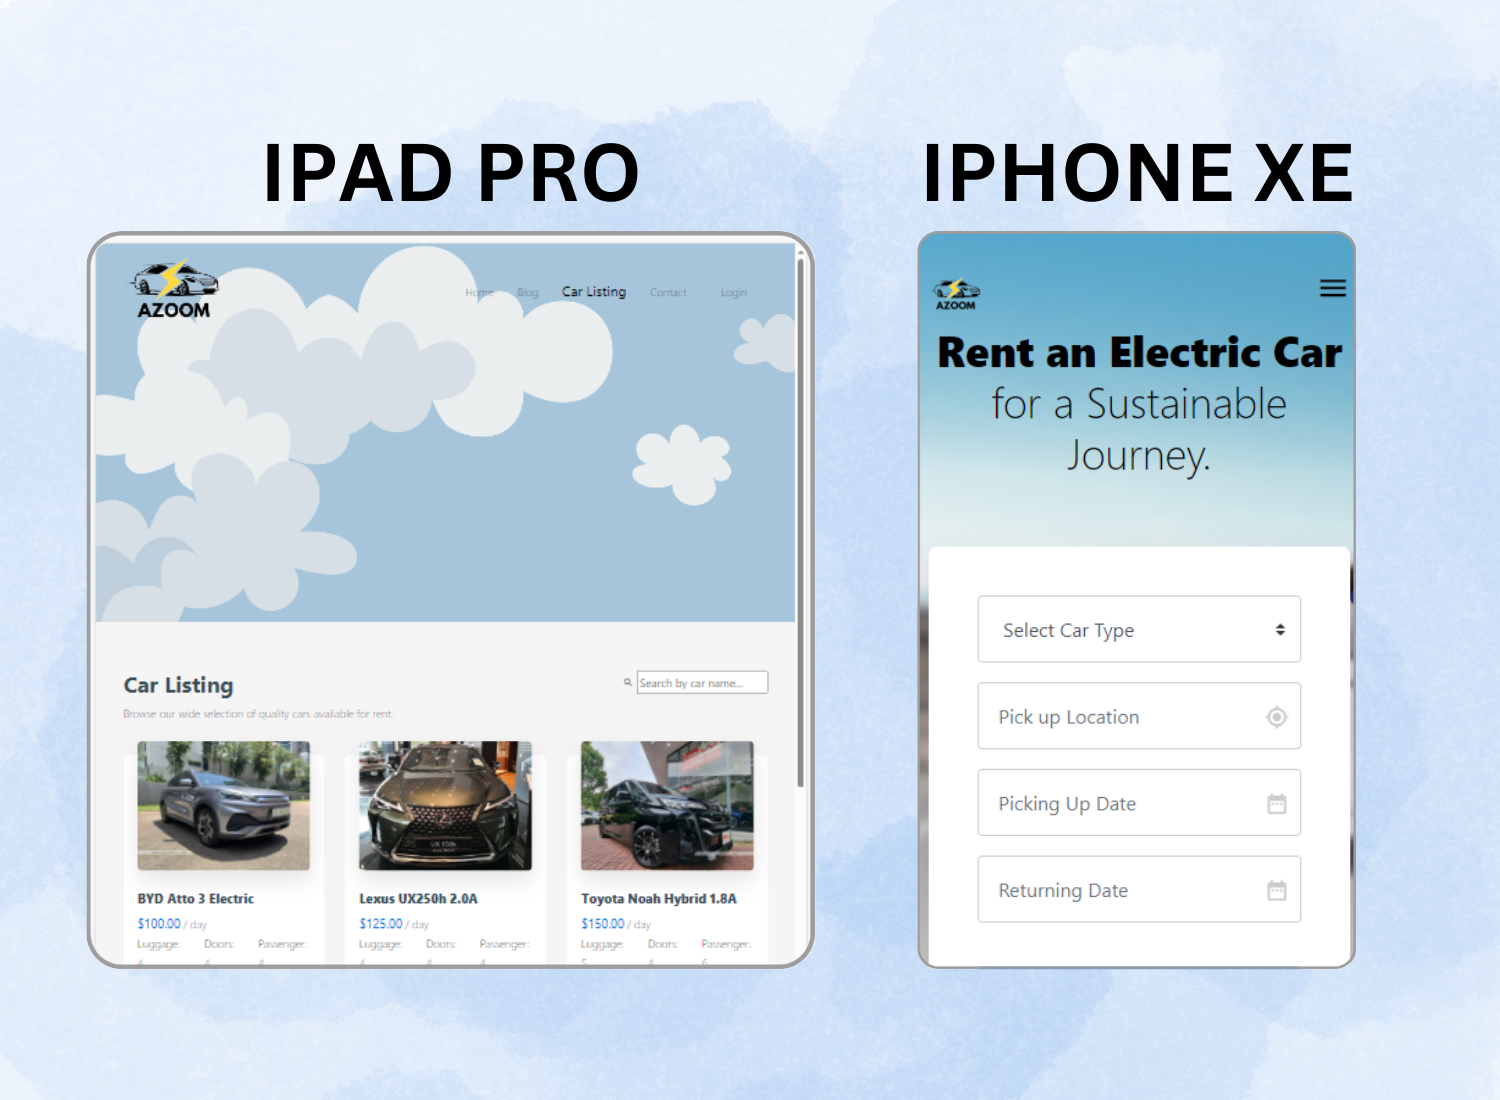 IPAD PRO
IPHONE XE
AZOOM
Home Blog Car Listing Contact Login
Car Listing
Search by car name...
Browse our wide selection of quality cars available for rent.
BYD Atto 3 Electric
$100.00 / day
Luggage: Doors: Passenger:
Lexus UX250h 2.0A
$125.00 / day
Luggage: Doors: Passenger:
Toyota Noah Hybrid 1.8A
$150.00 / day
Luggage: Doors: Passenger:
AZOOM
Rent an Electric Car
for a Sustainable
Journey.
Select Car Type
Pick up Location
Picking Up Date
Returning Date